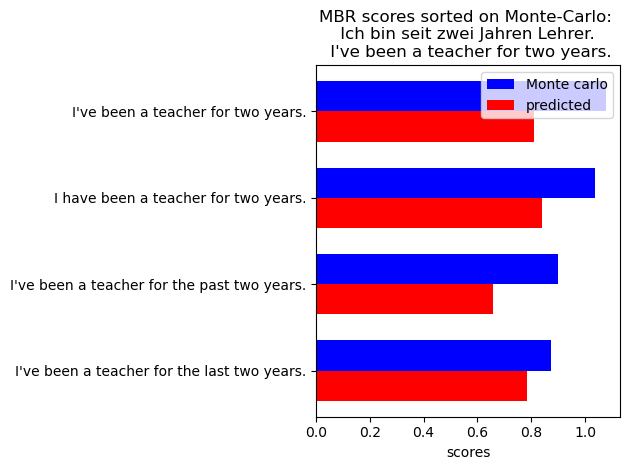 MBR scores sorted on Monte-Carlo:
Ich bin seit zwei Jahren Lehrer.
I've been a teacher for two years.
Monte carlo
predicted
I've been a teacher for two years.
I have been a teacher for two years.
I've been a teacher for the past two years.
I've been a teacher for the last two years.
0.0 0.2 0.4 0.6 0.8 1.0
scores